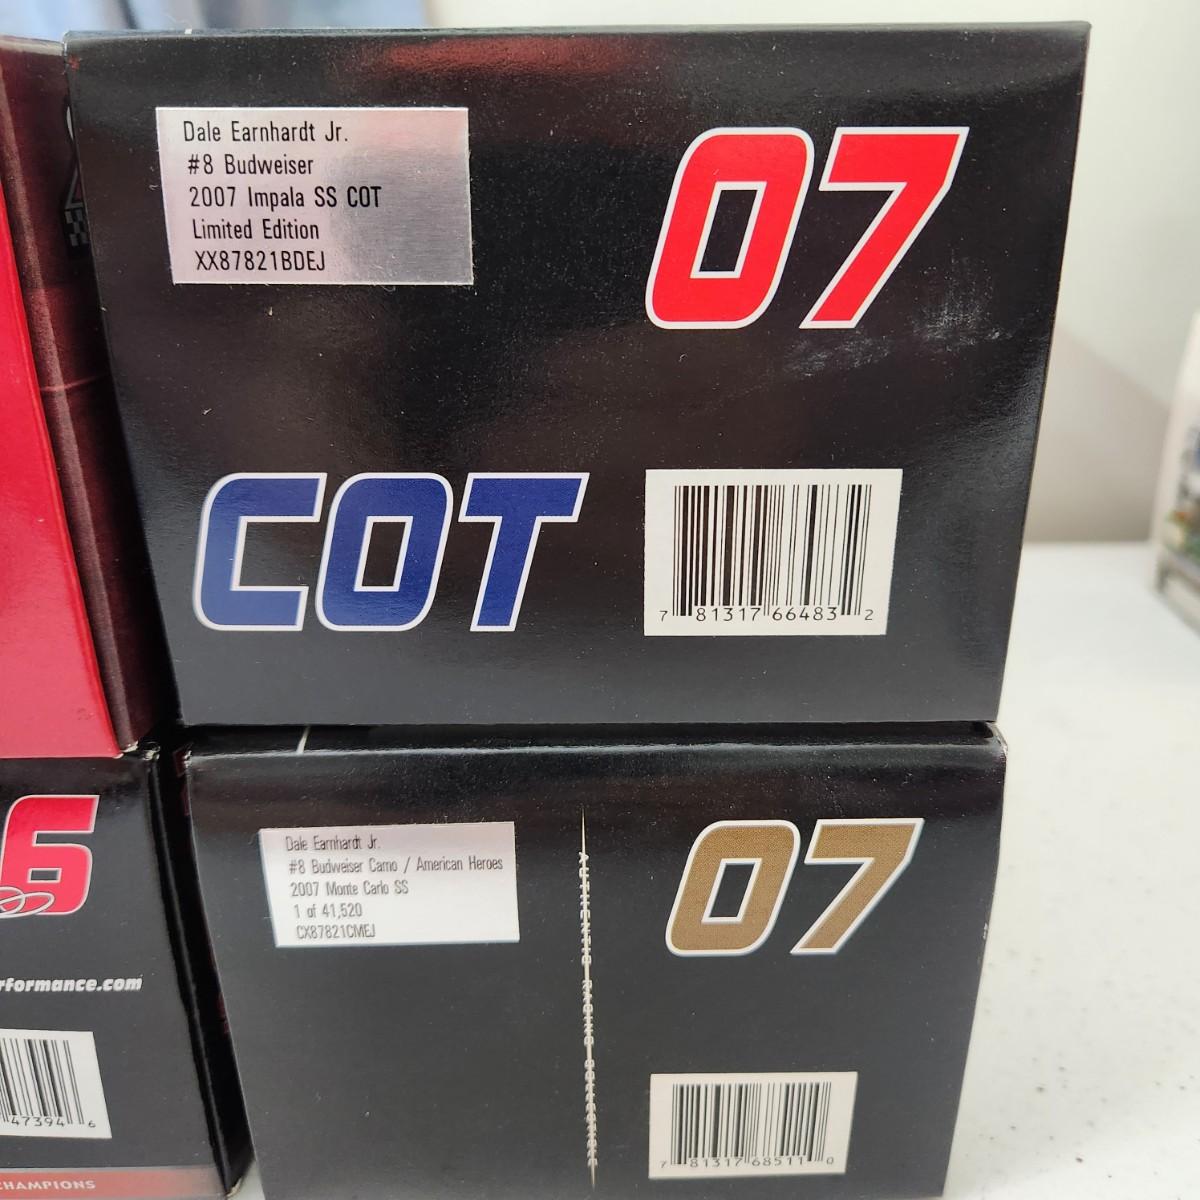 Dale Earnhardt Jr.
#8 Budweiser
2007 Impala SS COT
Limited Edition
XX87821BDEJ
07
COT
7 81317 66483 2
Dale Earnhardt Jr.
#8 Budweiser Camo / American Heroes
2007 Monte Carlo SS
1 of 41,520
CX87821CMEJ
AUTHENTIC RACING
07
7 81317 68511 0
6
rformance.com
47394 6
CHAMPIONS